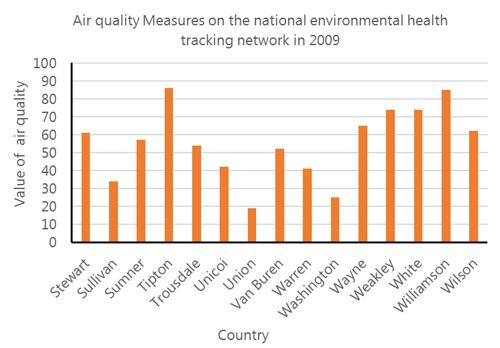 Air quality Measures on the national environmental health
tracking network in 2009
Value of air quality
100
90
80
70
60
50
40
30
20
10
0
Stewart
Sullivan
Sumner
Tipton
Trousdale
Unicoi
Union
Van Buren
Warren
Washington
Wayne
Weakley
White
Williamson
Wilson
Country